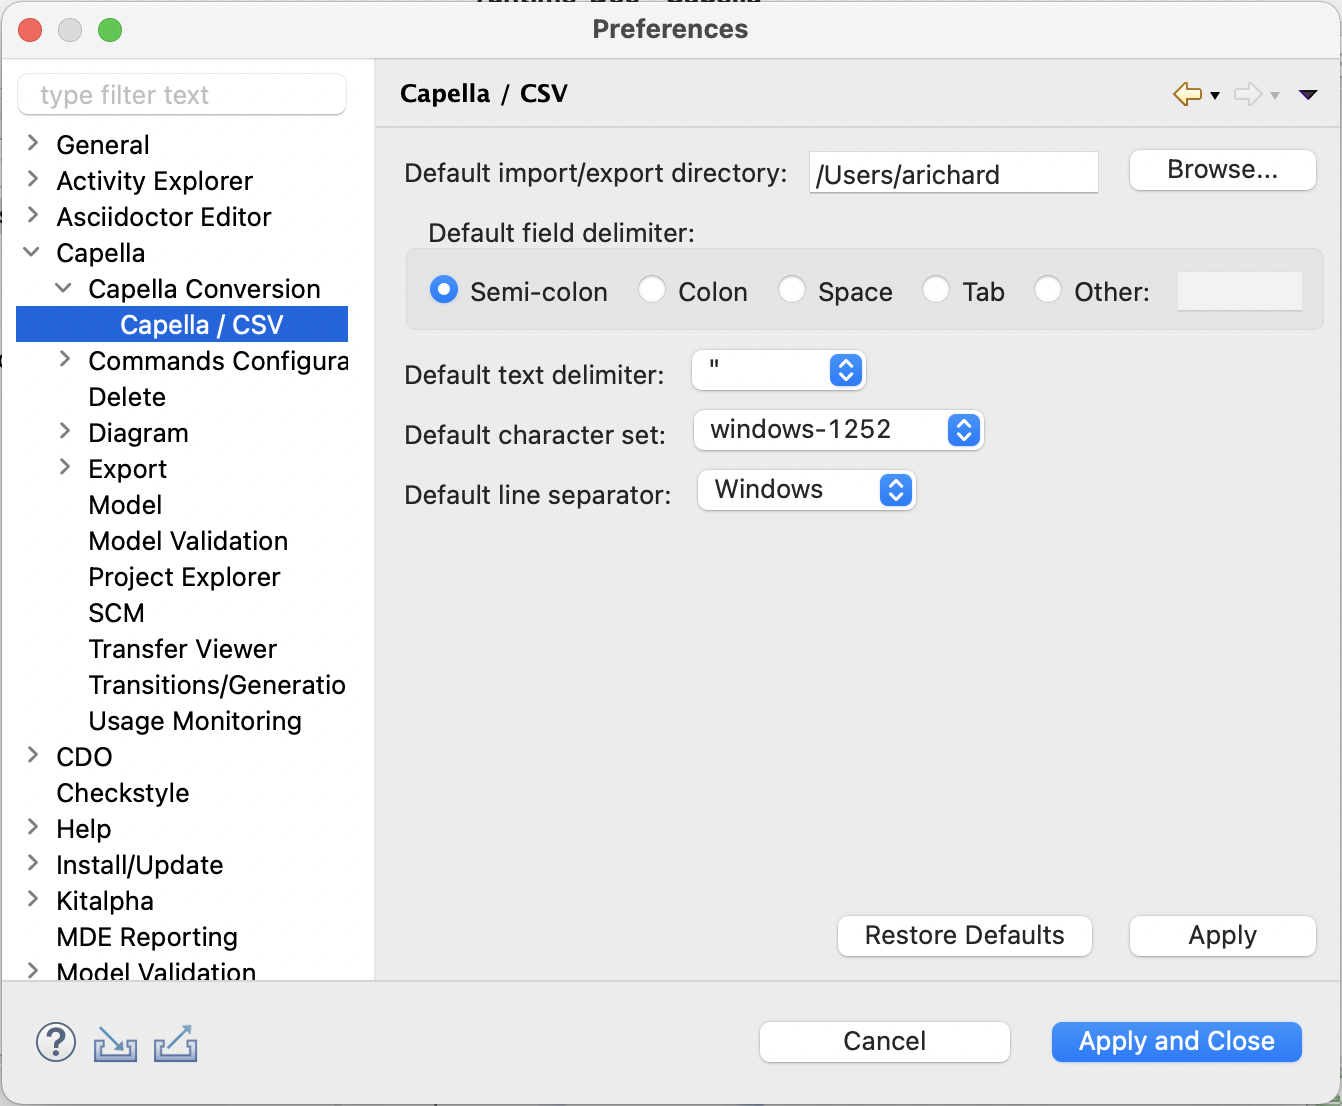 Preferences
type filter text
General
Activity Explorer
Asciidoctor Editor
Capella
Capella Conversion
Capella / CSV
Commands Configura
Delete
Diagram
Export
Model
Model Validation
Project Explorer
SCM
Transfer Viewer
Transitions/Generatio
Usage Monitoring
CDO
Checkstyle
Help
Install/Update
Kitalpha
MDE Reporting
Model Validation
Capella / CSV
Default import/export directory: /Users/arichard Browse...
Default field delimiter:
Semi-colon Colon Space Tab Other:
Default text delimiter: "
Default character set: windows-1252
Default line separator: Windows
Restore Defaults Apply
? Cancel Apply and Close